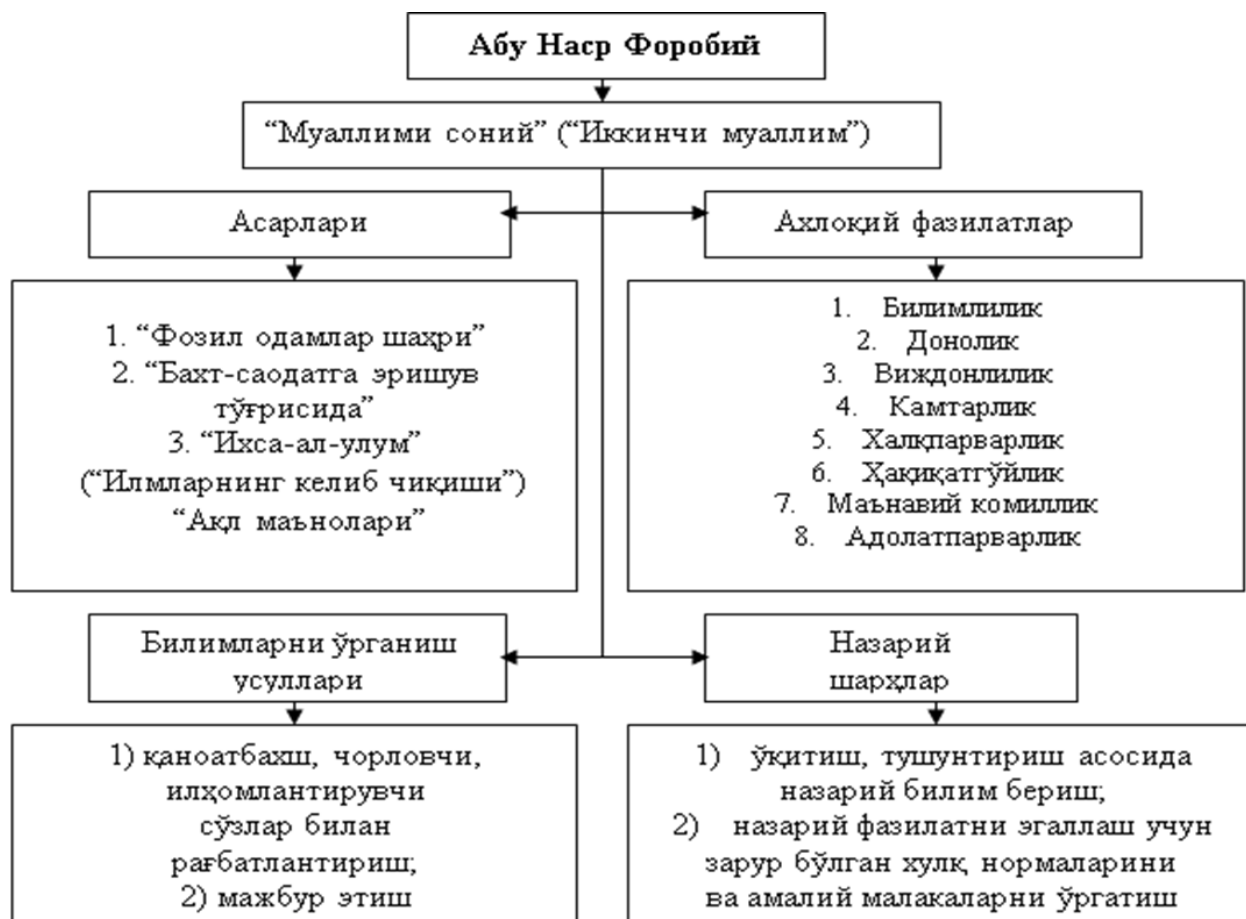 Абу Наср Форобий
“Муаллими соний” (“Иккинчи муаллим”)
Асарлари
1. “Фозил одамлар шаҳри”
2. “Бахт-саодатга эришув
тўғрисида”
3. “Ихса-ал-улум”
(“Илмларнинг келиб чиқиши”)
“Ақл маънолари”
Ахлоқий фазилатлар
1. Билимлилик
2. Донолик
3. Виждонлилик
4. Камтарлик
5. Халқпарварлик
6. Ҳақиқатгўйлик
7. Маънавий комиллик
8. Адолатпарварлик
Билимларни ўрганиш
усуллари
1) қаноатбахш, чорловчи,
илҳомлантирувчи
сўзлар билан
рағбатлантириш;
2) мажбур этиш
Назарий
шарҳлар
1) ўқитиш, тушунтириш асосида
назарий билим бериш;
2) назарий фазилатни эгаллаш учун
зарур бўлган хулқ нормаларини
ва амалий малакаларни ўргатиш